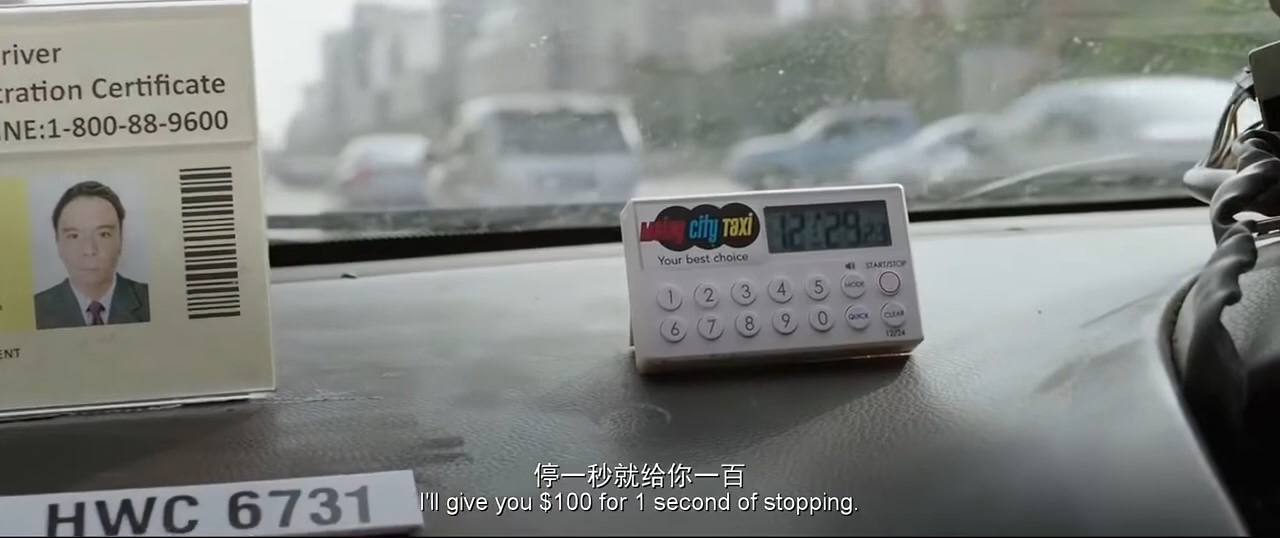 river
ration Certificate
NE:1-800-88-9600
ENT
HWC 6731
city TaXi
Your best choice
12:29
START/STOP
1 2 3 4 5 MODE
6 7 8 9 0 QUICK CLEAR
12/24
停一秒就给你一百
I'll give you $100 for 1 second of stopping.